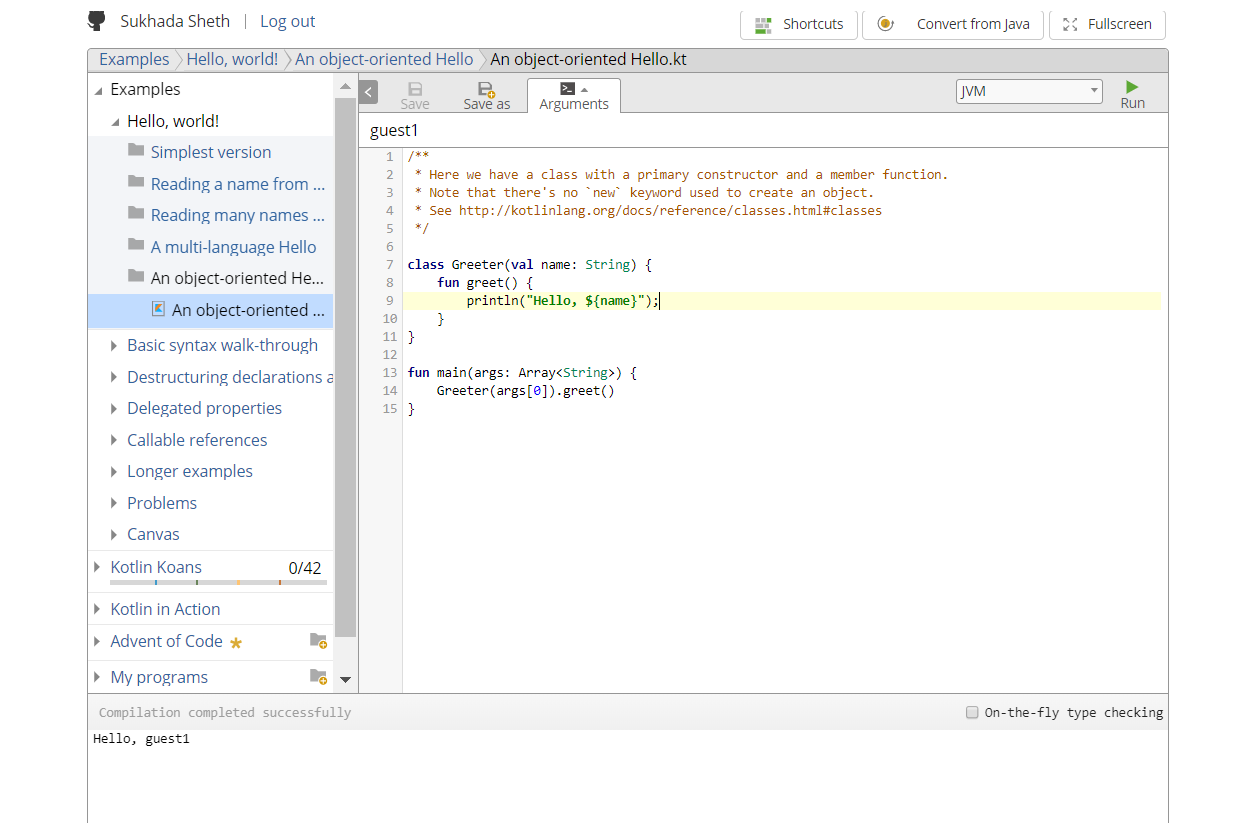 Sukhada Sheth | Log out
Shortcuts
Convert from Java
Fullscreen
Examples Hello, world! An object-oriented Hello An object-oriented Hello.kt
Examples
Hello, world!
Simplest version
Reading a name from ...
Reading many names ...
A multi-language Hello
An object-oriented He...
An object-oriented ...
Basic syntax walk-through
Destructuring declarations a
Delegated properties
Callable references
Longer examples
Problems
Canvas
Kotlin Koans 0/42
Kotlin in Action
Advent of Code
My programs
Save
Save as
Arguments
JVM
Run
guest1
1 /**
2  * Here we have a class with a primary constructor and a member function.
3  * Note that there's no `new` keyword used to create an object.
4  * See http://kotlinlang.org/docs/reference/classes.html#classes
5  */
6
7 class Greeter(val name: String) {
8     fun greet() {
9         println("Hello, ${name}");
10     }
11 }
12
13 fun main(args: Array<String>) {
14     Greeter(args[0]).greet()
15 }
Compilation completed successfully
On-the-fly type checking
Hello, guest1